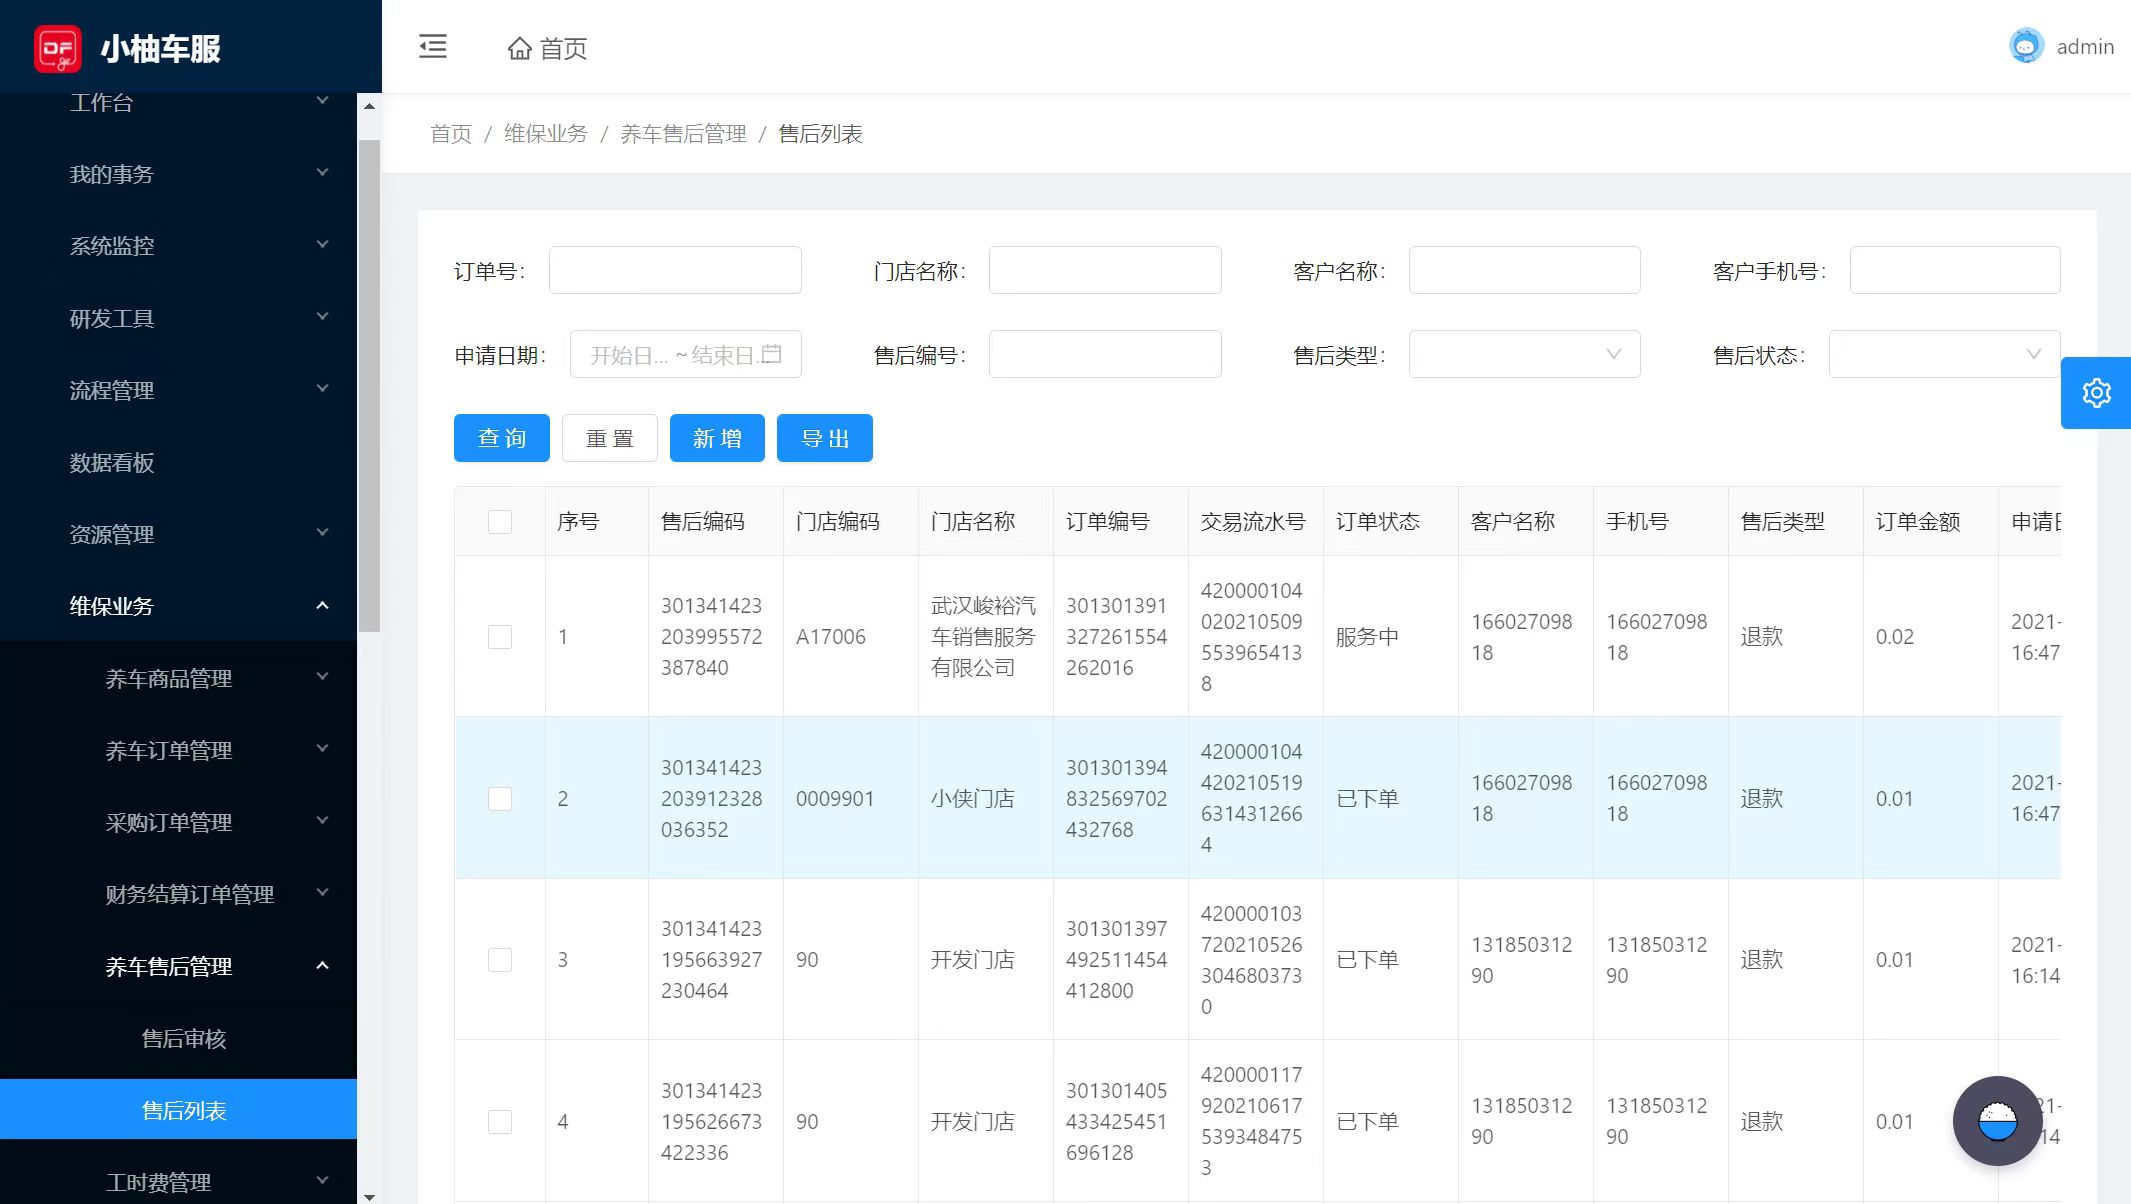 小柚车服
首页
admin
工作台
我的事务
系统监控
研发工具
流程管理
数据看板
资源管理
维保业务
养车商品管理
养车订单管理
采购订单管理
财务结算订单管理
养车售后管理
售后审核
售后列表
工时费管理
首页 / 维保业务 / 养车售后管理 / 售后列表
订单号: 门店名称: 客户名称: 客户手机号:
申请日期: 开始日... ~ 结束日... 售后编号: 售后类型: 售后状态:
查询 重置 新增 导出
序号 售后编码 门店编码 门店名称 订单编号 交易流水号 订单状态 客户名称 手机号 售后类型 订单金额 申请日
1 301341423203995572387840 A17006 武汉峻裕汽车销售服务有限公司 301301391327261554262016 4200001040202105095539654138 服务中 16602709818 16602709818 退款 0.02 2021-16:47
2 301341423203912328036352 0009901 小侠门店 301301394832569702432768 4200001044202105196314312664 已下单 16602709818 16602709818 退款 0.01 2021-16:47
3 301341423195663927230464 90 开发门店 301301397492511454412800 4200001037202105263046803730 已下单 13185031290 13185031290 退款 0.01 2021-16:14
4 301341423195626673422336 90 开发门店 301301405433425451696128 4200001179202106175393484753 已下单 13185031290 13185031290 退款 0.01 21-14